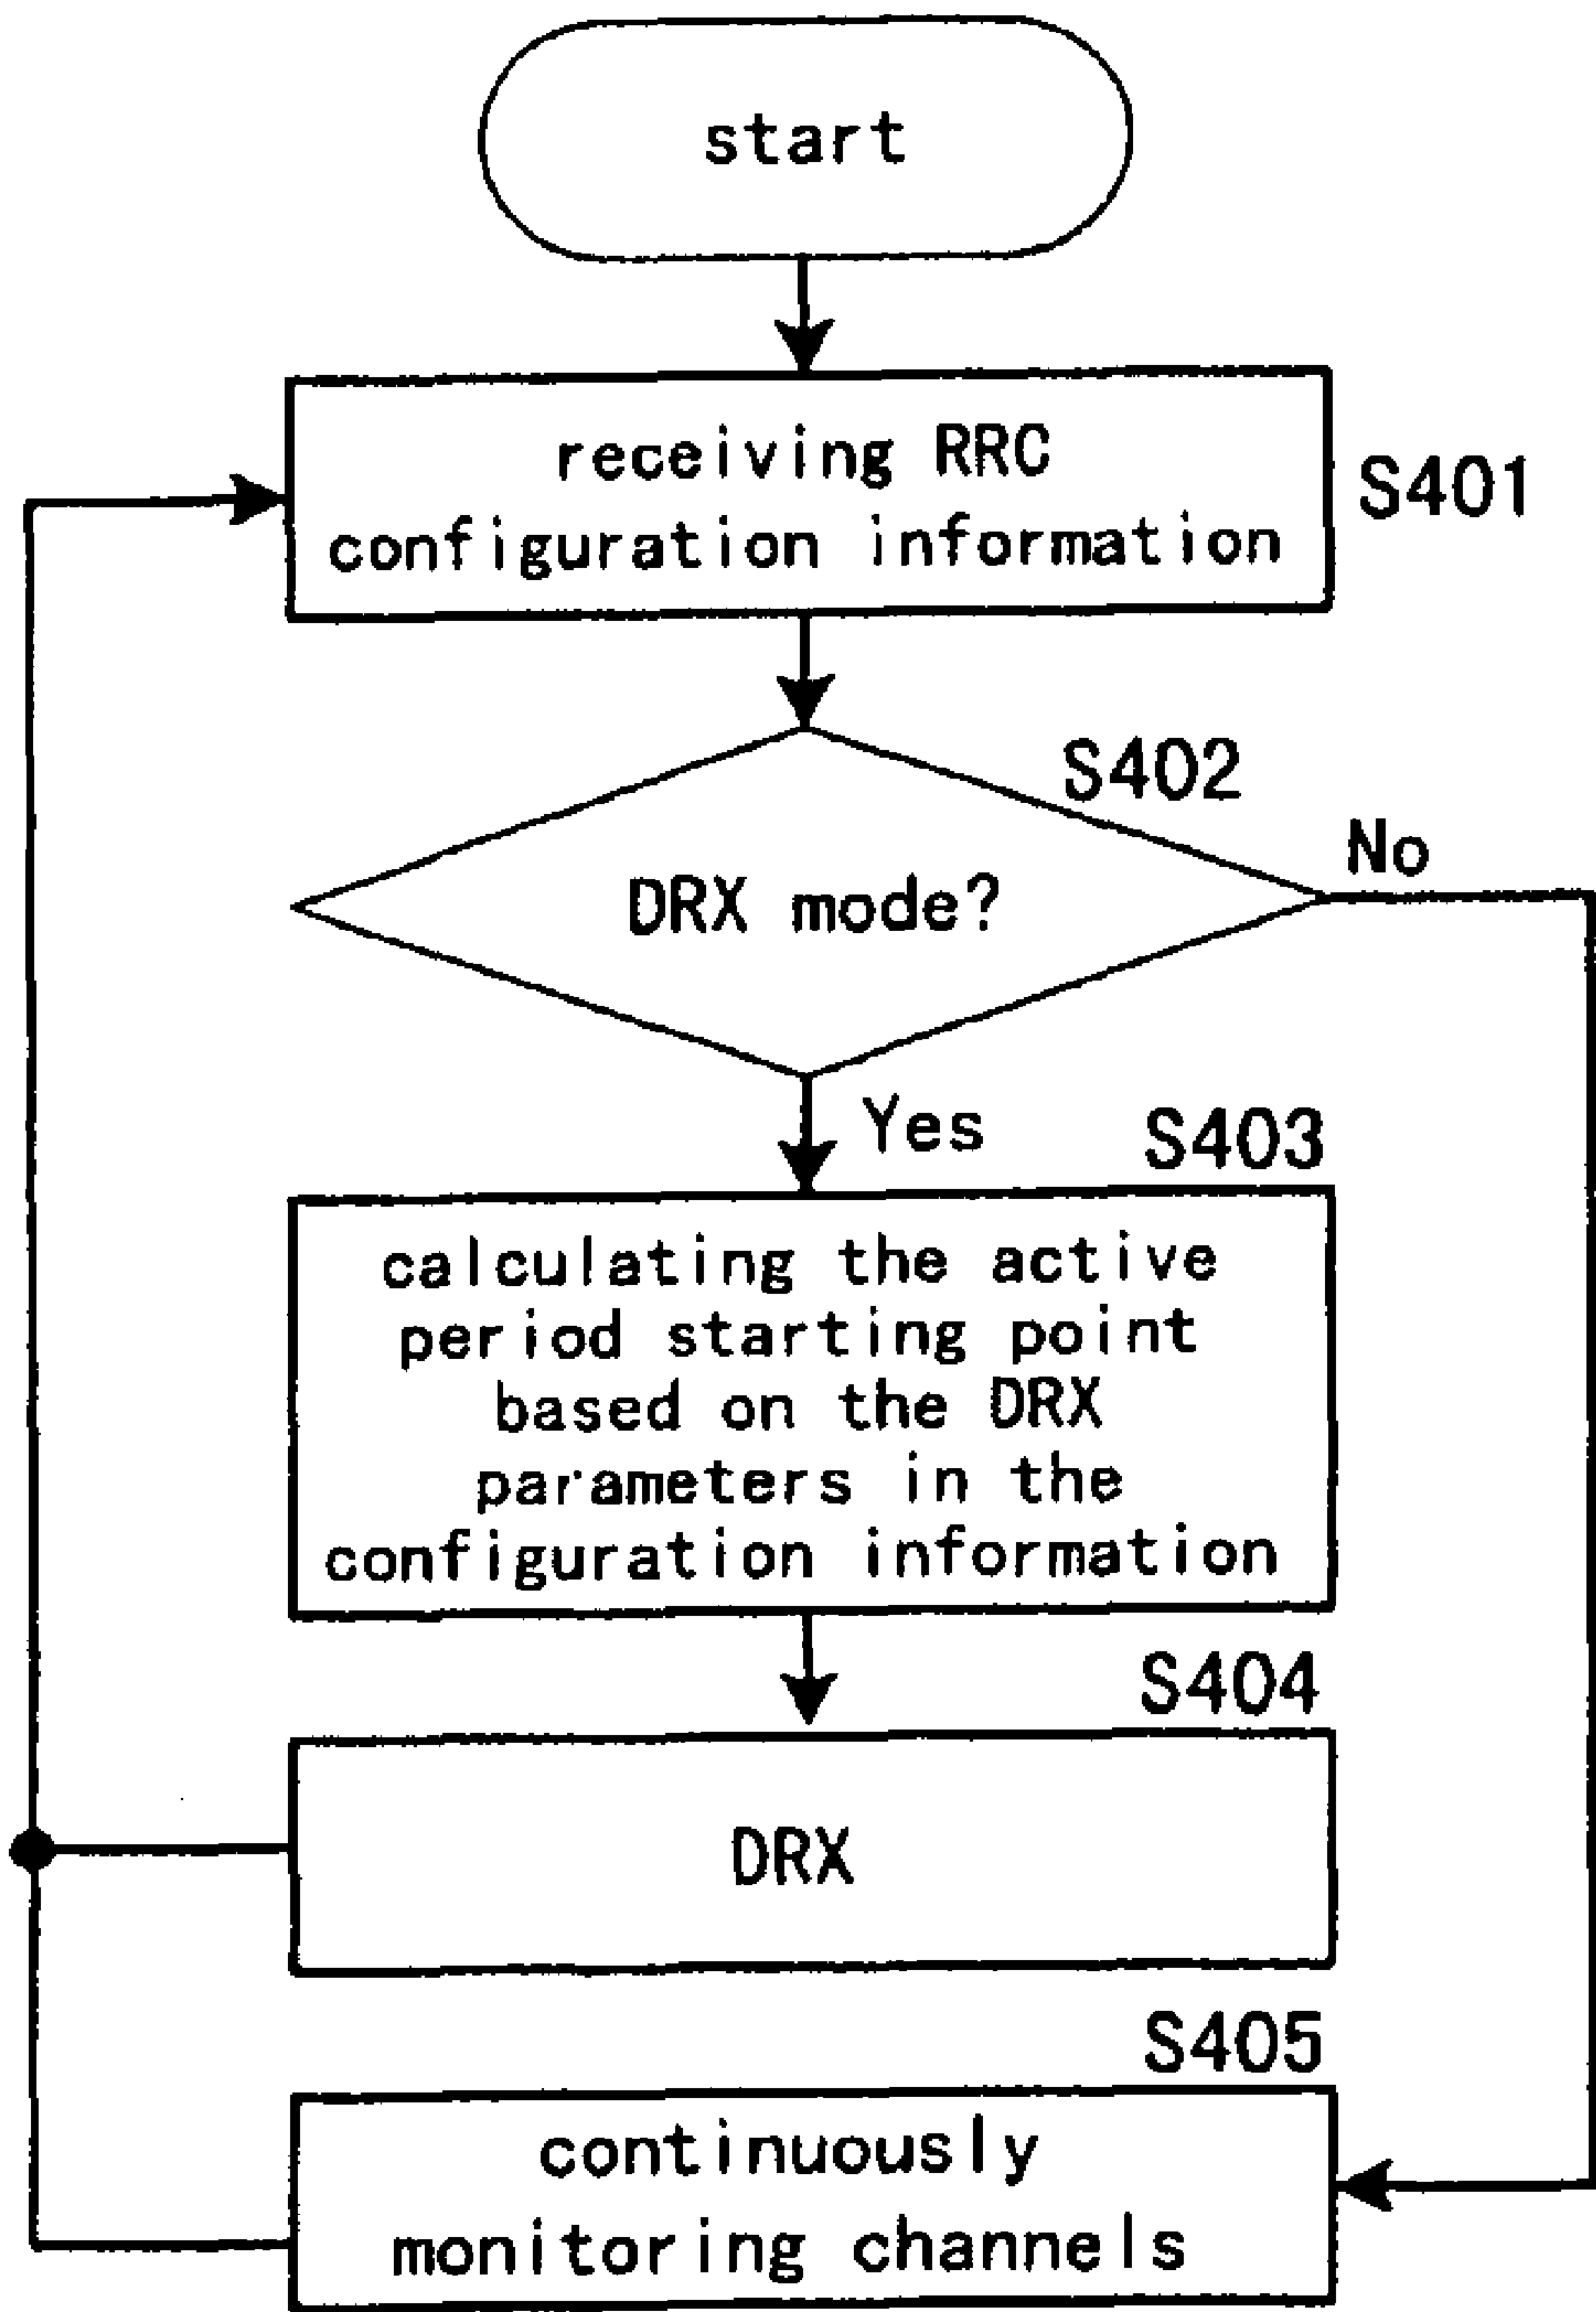 start
receiving RRC
configuration information
S401
S402
DRX mode?
No
Yes
S403
calculating the active
period starting point
based on the DRX
parameters in the
configuration information
S404
DRX
S405
continuously
monitoring channels